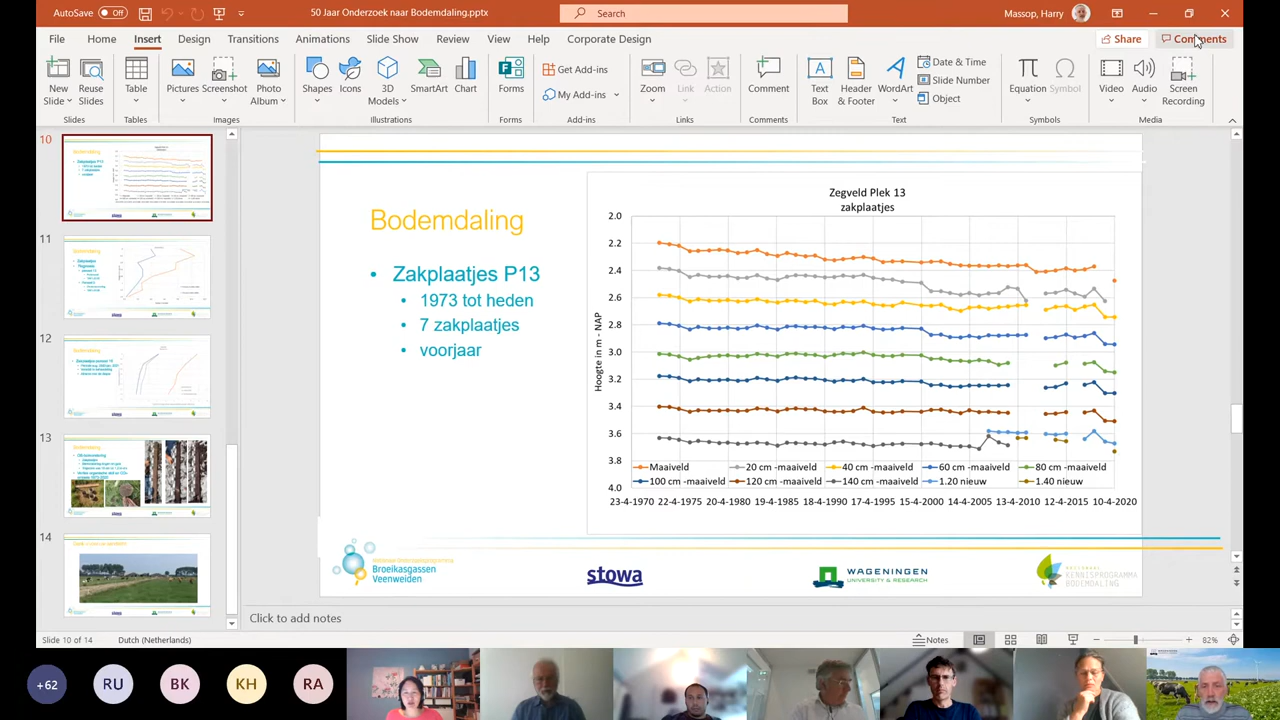 AutoSave Off
50 Jaar Onderzoek naar Bodemdaling.pptx
Search
Massop, Harry
File Home Insert Design Transitions Animations Slide Show Review View Help Corporate Design
Share Comments
New Slide
Reuse Slides
Table
Pictures
Screenshot
Photo Album
Shapes
Icons
3D Models
SmartArt
Chart
Forms
Get Add-ins
My Add-ins
Zoom
Link
Action
Comment
Text Box
Header & Footer
WordArt
Date & Time
Slide Number
Object
Equation
Symbol
Video
Audio
Screen Recording
Slides Tables Images Illustrations Forms Add-ins Links Comments Text Symbols Media
10
11
12
13
14
Bodemdaling
• Zakplaatjes P13
• 1973 tot heden
• 7 zakplaatjes
• voorjaar
Zegveld Plek 13
zakplaatjes
Hoogte in m - NAP
2.0
2.2
2.4
2.6
2.8
3.0
3.2
3.4
3.6
.8
4.0
Maaiveld 20 cm -maaiveld 40 cm -maaiveld 60 cm -maaiveld 80 cm -maaiveld
100 cm -maaiveld 120 cm -maaiveld 140 cm -maaiveld 1.20 nieuw 1.40 nieuw
23-4-1970 22-4-1975 20-4-1980 19-4-1985 18-4-1990 17-4-1995 15-4-2000 14-4-2005 13-4-2010 12-4-2015 10-4-2020
Broeikasgassen
Veenweiden
stowa
WAGENINGEN
UNIVERSITY & RESEARCH
KENNISPROGRAMMA
BODEMDALING
Click to add notes
Slide 10 of 14 Dutch (Netherlands) Notes 82%
+62 RU BK KH RA